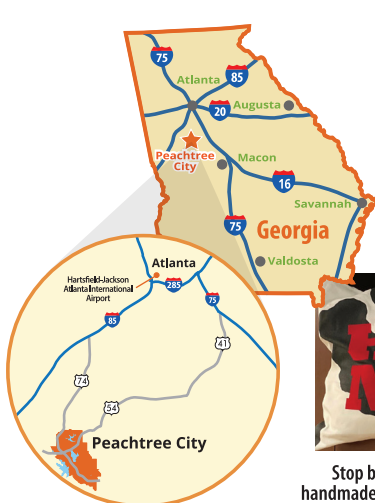 75
85
Atlanta
20
Augusta
Peachtree
City
Macon
16
Savannah
75
Georgia
Valdosta
Atlanta
Hartsfield-Jackson
Atlanta International
Airport
285
75
85
41
74
54
Peachtree City
Stop b
handmade